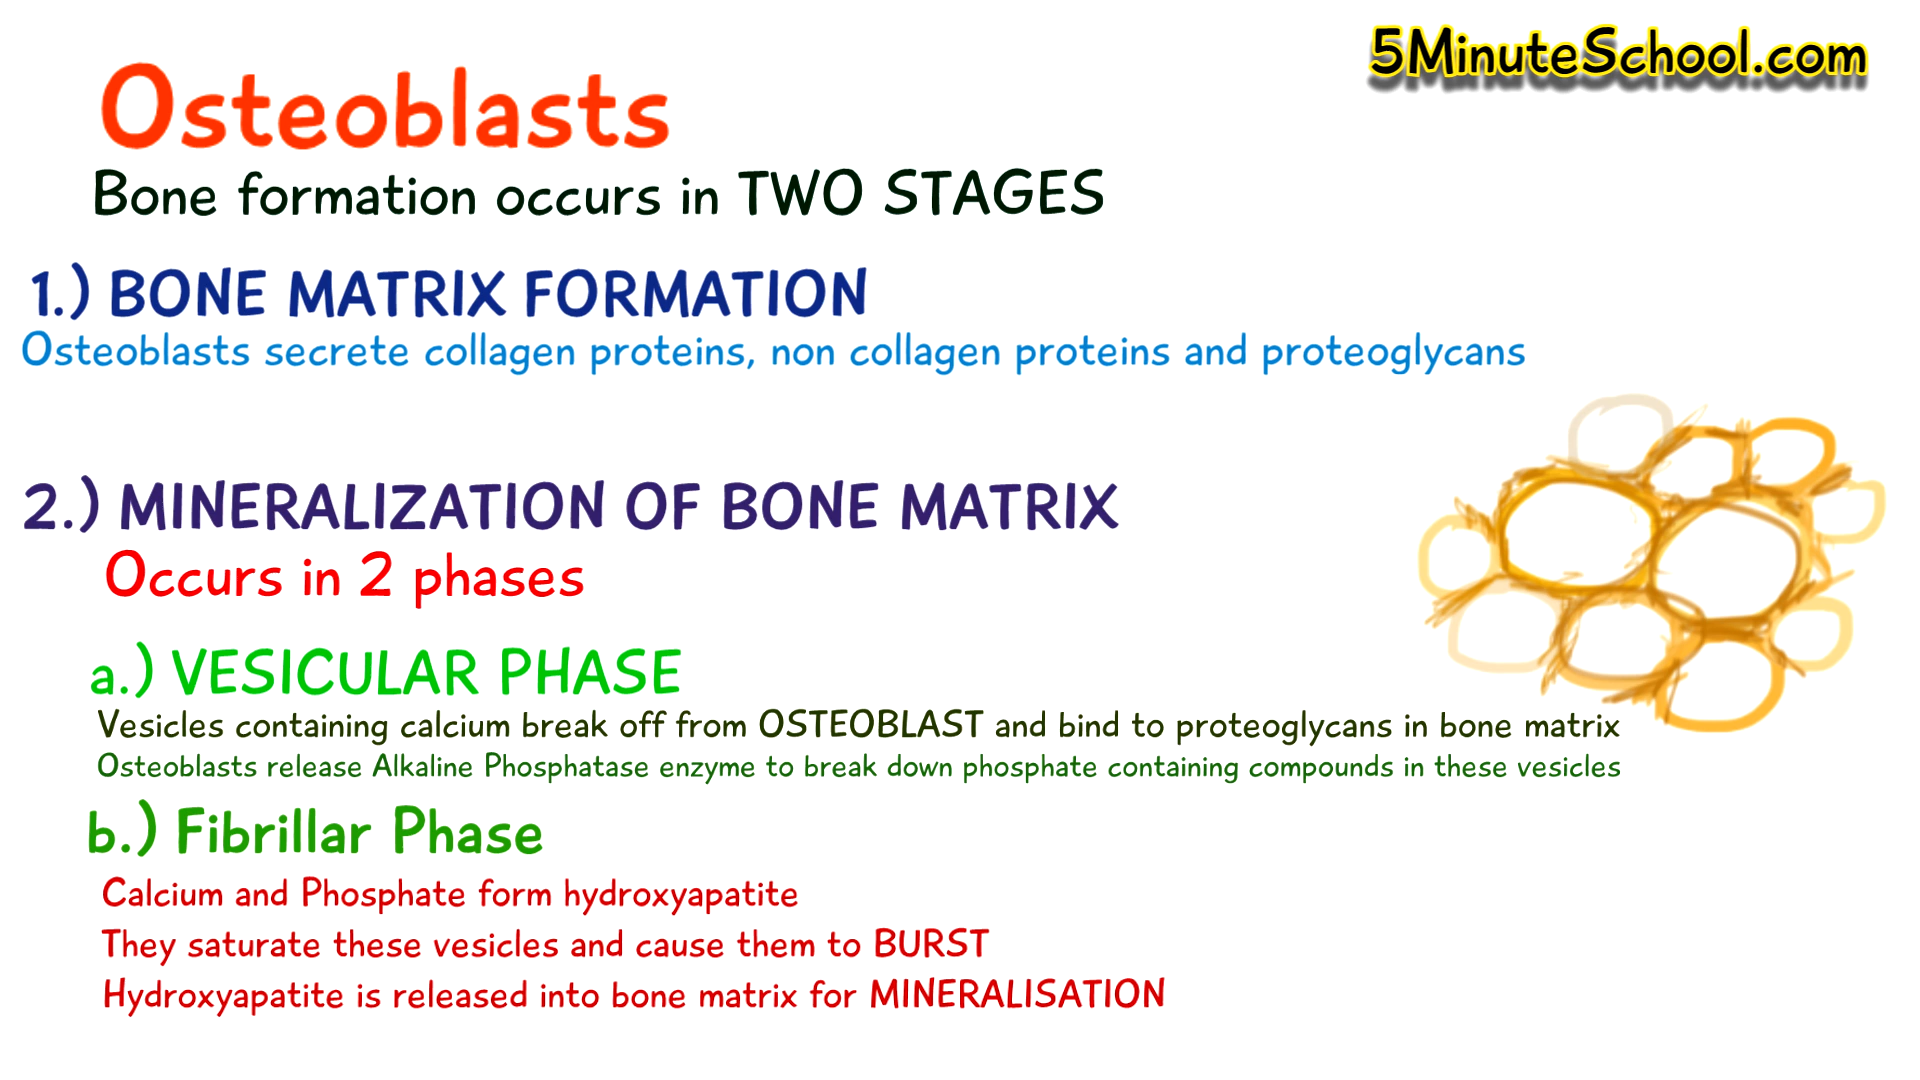 5MinuteSchool.com
Osteoblasts
Bone formation occurs in TWO STAGES
1.) BONE MATRIX FORMATION
Osteoblasts secrete collagen proteins, non collagen proteins and proteoglycans
2.) MINERALIZATION OF BONE MATRIX
Occurs in 2 phases
a.) VESICULAR PHASE
Vesicles containing calcium break off from OSTEOBLAST and bind to proteoglycans in bone matrix
Osteoblasts release Alkaline Phosphatase enzyme to break down phosphate containing compounds in these vesicles
b.) Fibrillar Phase
Calcium and Phosphate form hydroxyapatite
They saturate these vesicles and cause them to BURST
Hydroxyapatite is released into bone matrix for MINERALISATION